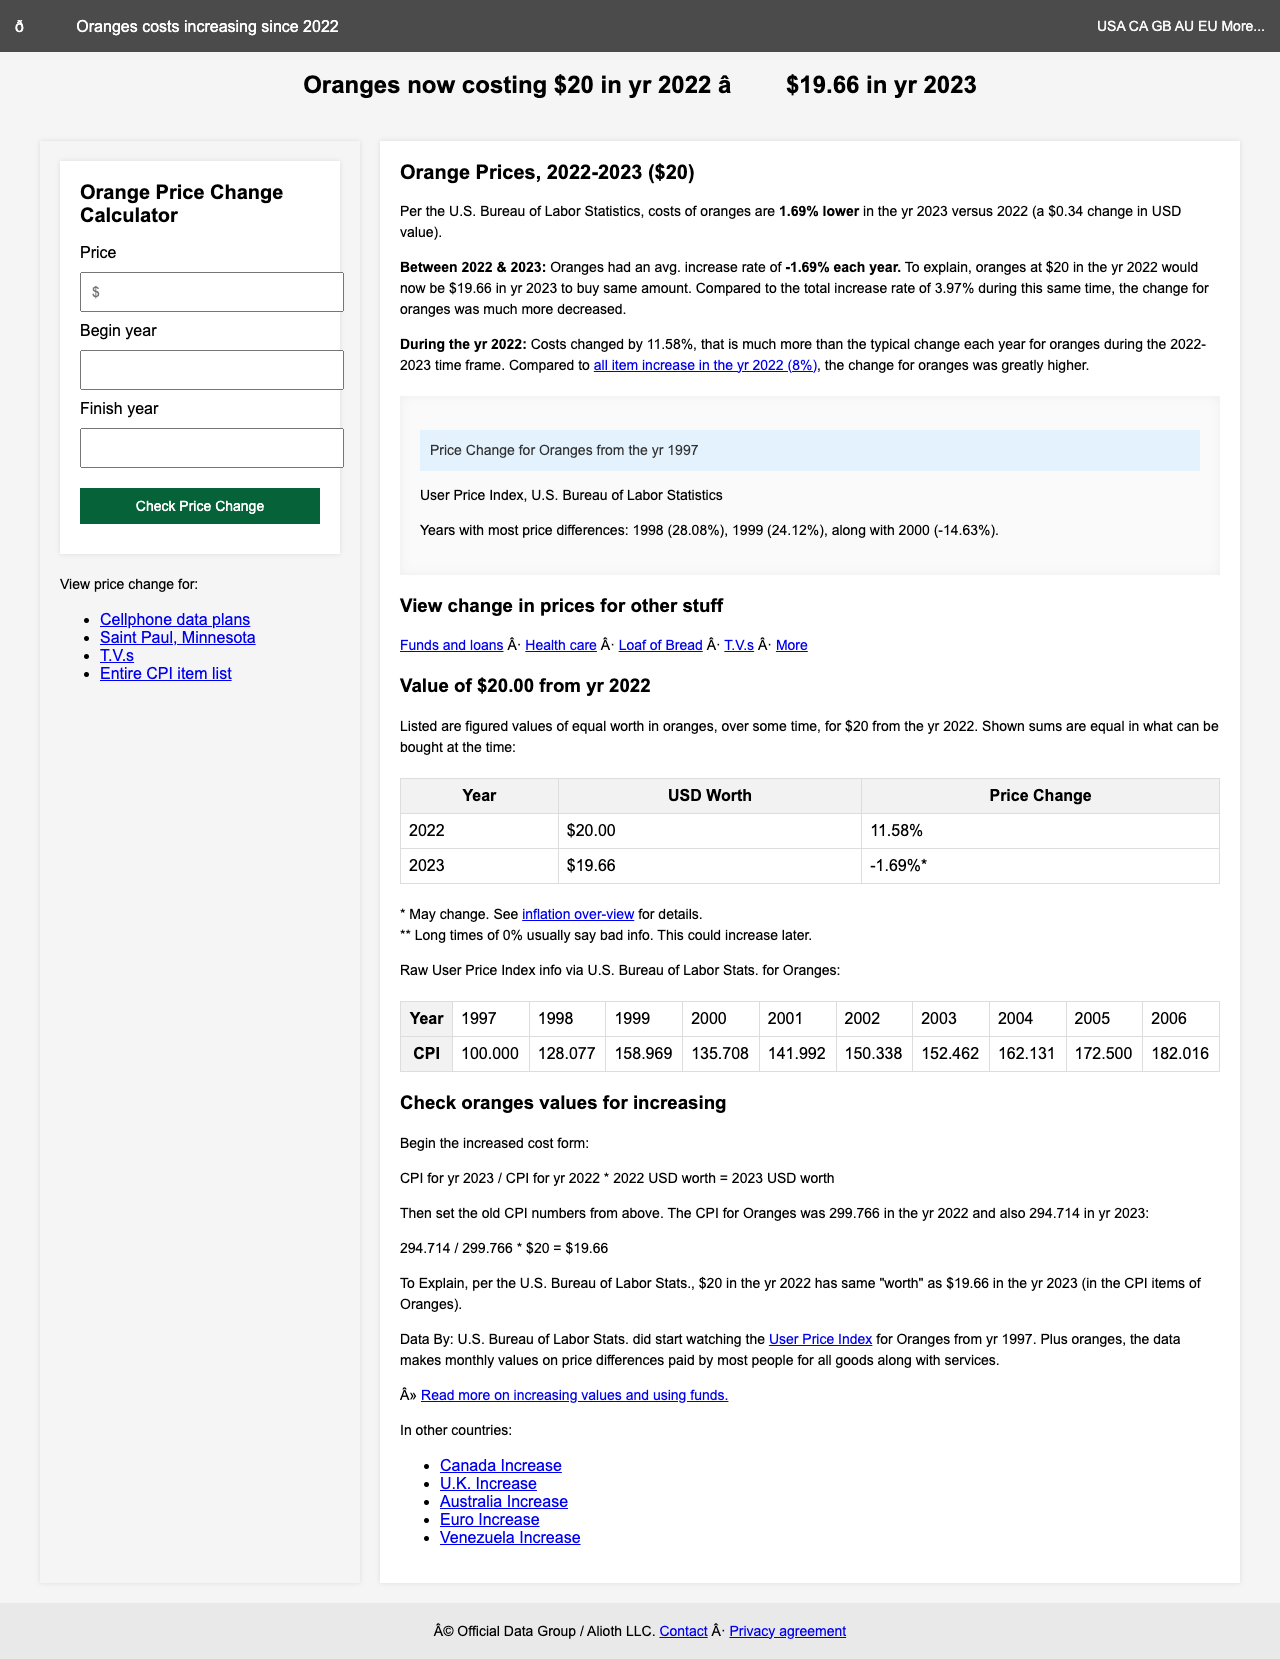 ð Oranges costs increasing since 2022
USA CA GB AU EU More...
Oranges now costing $20 in yr 2022 â $19.66 in yr 2023
Orange Price Change
Calculator
Price
$
Begin year
Finish year
Check Price Change
View price change for:
• Cellphone data plans
• Saint Paul, Minnesota
• T.V.s
• Entire CPI item list
Orange Prices, 2022-2023 ($20)
Per the U.S. Bureau of Labor Statistics, costs of oranges are 1.69% lower in the yr 2023 versus 2022 (a $0.34 change in USD
value).
Between 2022 & 2023: Oranges had an avg. increase rate of -1.69% each year. To explain, oranges at $20 in the yr 2022 would
now be $19.66 in yr 2023 to buy same amount. Compared to the total increase rate of 3.97% during this same time, the change for
oranges was much more decreased.
During the yr 2022: Costs changed by 11.58%, that is much more than the typical change each year for oranges during the 2022-
2023 time frame. Compared to all item increase in the yr 2022 (8%), the change for oranges was greatly higher.
Price Change for Oranges from the yr 1997
User Price Index, U.S. Bureau of Labor Statistics
Years with most price differences: 1998 (28.08%), 1999 (24.12%), along with 2000 (-14.63%).
View change in prices for other stuff
Funds and loans Â· Health care Â· Loaf of Bread Â· T.V.s Â· More
Value of $20.00 from yr 2022
Listed are figured values of equal worth in oranges, over some time, for $20 from the yr 2022. Shown sums are equal in what can be
bought at the time:
Year USD Worth Price Change
2022 $20.00 11.58%
2023 $19.66 -1.69%*
* May change. See inflation over-view for details.
** Long times of 0% usually say bad info. This could increase later.
Raw User Price Index info via U.S. Bureau of Labor Stats. for Oranges:
Year 1997 1998 1999 2000 2001 2002 2003 2004 2005 2006
CPI 100.000 128.077 158.969 135.708 141.992 150.338 152.462 162.131 172.500 182.016
Check oranges values for increasing
Begin the increased cost form:
CPI for yr 2023 / CPI for yr 2022 * 2022 USD worth = 2023 USD worth
Then set the old CPI numbers from above. The CPI for Oranges was 299.766 in the yr 2022 and also 294.714 in yr 2023:
294.714 / 299.766 * $20 = $19.66
To Explain, per the U.S. Bureau of Labor Stats., $20 in the yr 2022 has same "worth" as $19.66 in the yr 2023 (in the CPI items of
Oranges).
Data By: U.S. Bureau of Labor Stats. did start watching the User Price Index for Oranges from yr 1997. Plus oranges, the data
makes monthly values on price differences paid by most people for all goods along with services.
Â» Read more on increasing values and using funds.
In other countries:
• Canada Increase
• U.K. Increase
• Australia Increase
• Euro Increase
• Venezuela Increase
Â© Official Data Group / Alioth LLC. Contact Â· Privacy agreement